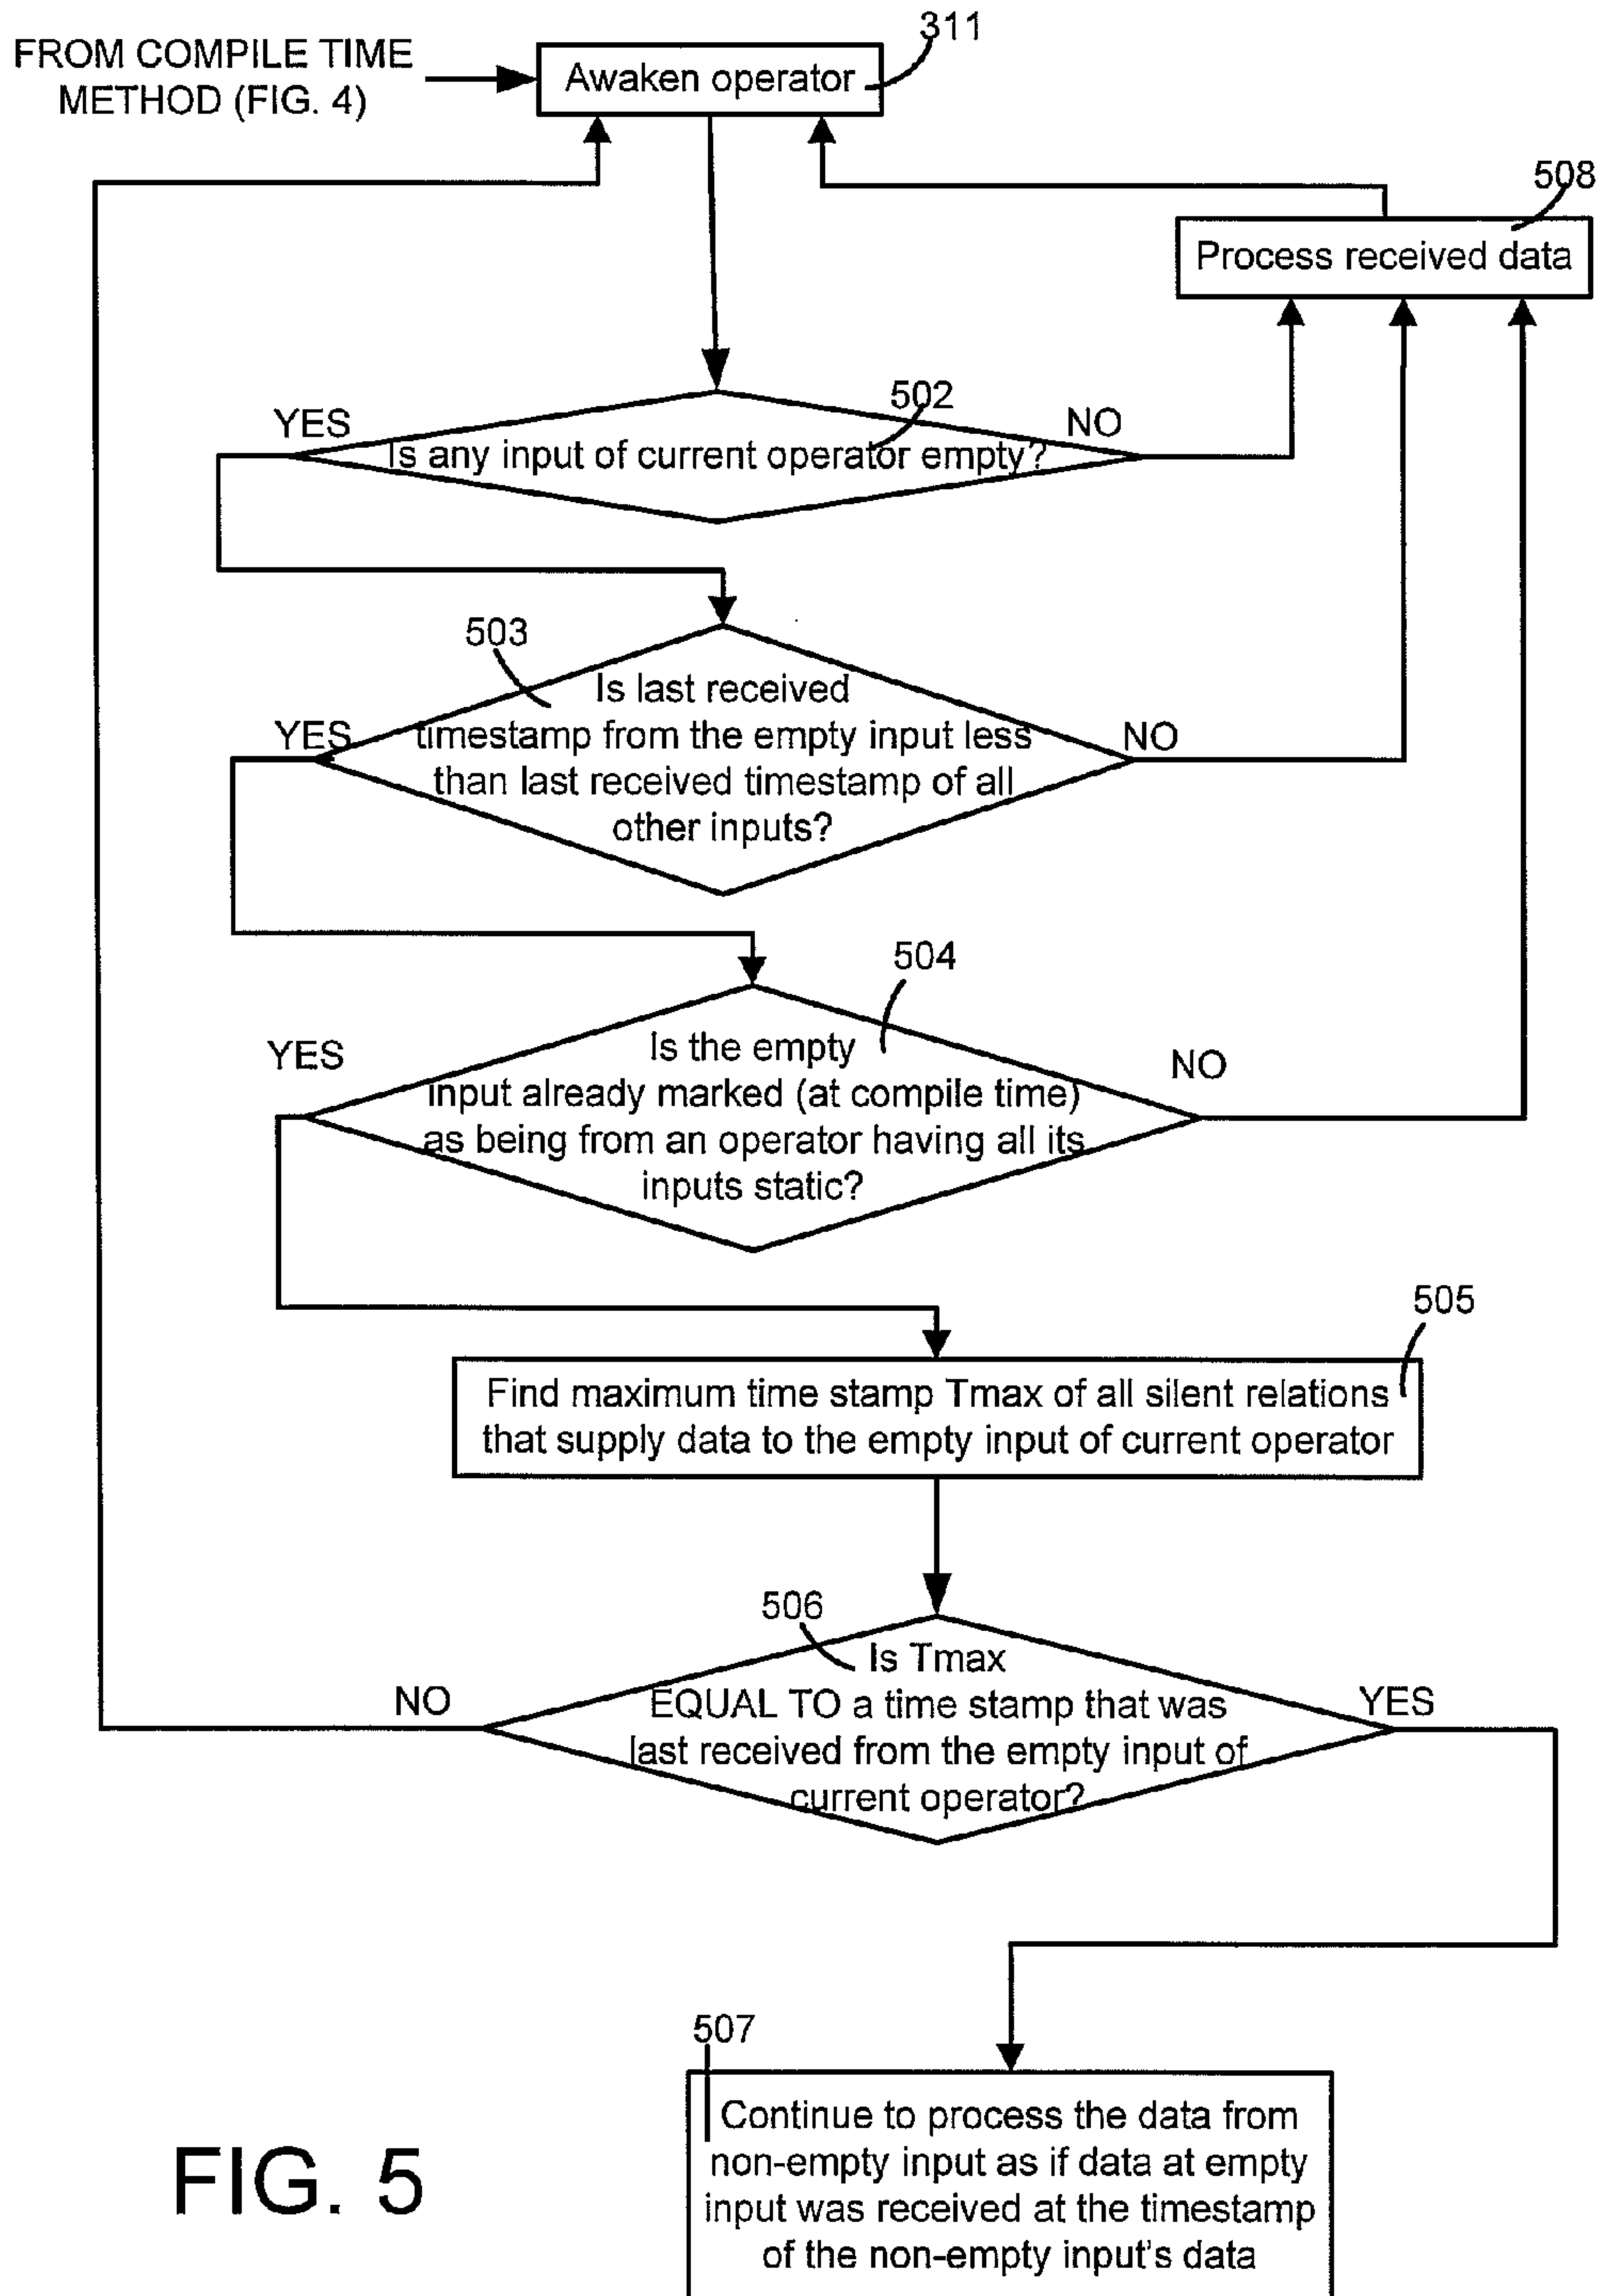 311
FROM COMPILE TIME
METHOD (FIG. 4)
Awaken operator
508
Process received data
502
YES
NO
Is any input of current operator empty?
503
Is last received
YES
timestamp from the empty input less
NO
than last received timestamp of all
other inputs?
504
YES
Is the empty
NO
input already marked (at compile time)
as being from an operator having all its
inputs static?
505
Find maximum time stamp Tmax of all silent relations
that supply data to the empty input of current operator
506
Is Tmax
NO
EQUAL TO a time stamp that was
YES
last received from the empty input of
current operator?
507
Continue to process the data from
non-empty input as if data at empty
input was received at the timestamp
of the non-empty input's data
FIG. 5